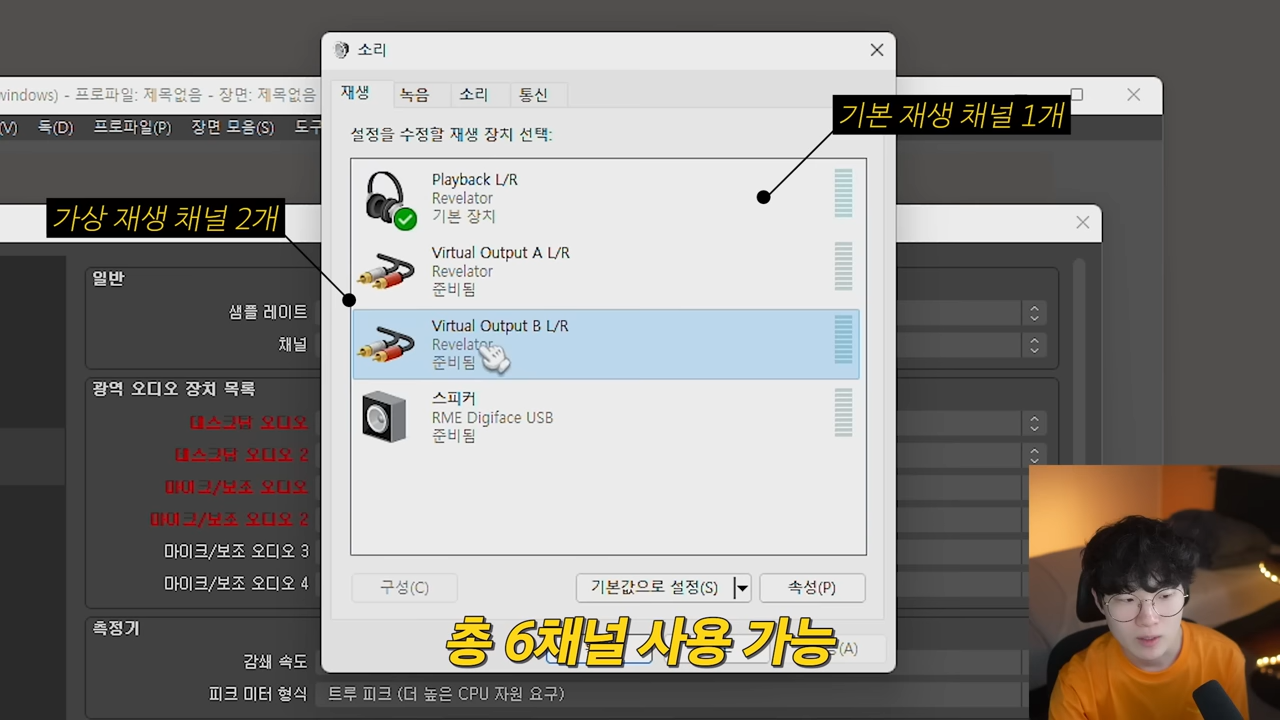 소리
windows) - 프로파일: 제목없음 - 장면: 제목없음
재생
녹음
소리
통신
기본 재생 채널 1개
(V)
독(D)
프로파일(P)
장면 모음(S)
도구
설정을 수정할 재생 장치 선택:
Playback L/R
Revelator
기본 장치
가상 재생 채널 2개
Virtual Output A L/R
Revelator
준비됨
일반
샘플 레이트
Virtual Output B L/R
Revelator
준비됨
채널
광역 오디오 장치 목록
스피커
RME Digiface USB
준비됨
데스크탑 오디오
데스크탑 오디오 2
마이크/보조 오디오
마이크/보조 오디오 2
마이크/보조 오디오 3
마이크/보조 오디오 4
구성(C)
기본값으로 설정(S)
속성(P)
측정기
총 6채널 사용 가능
(A)
감쇄 속도
피크 미터 형식
트루 피크 (더 높은 CPU 자원 요구)